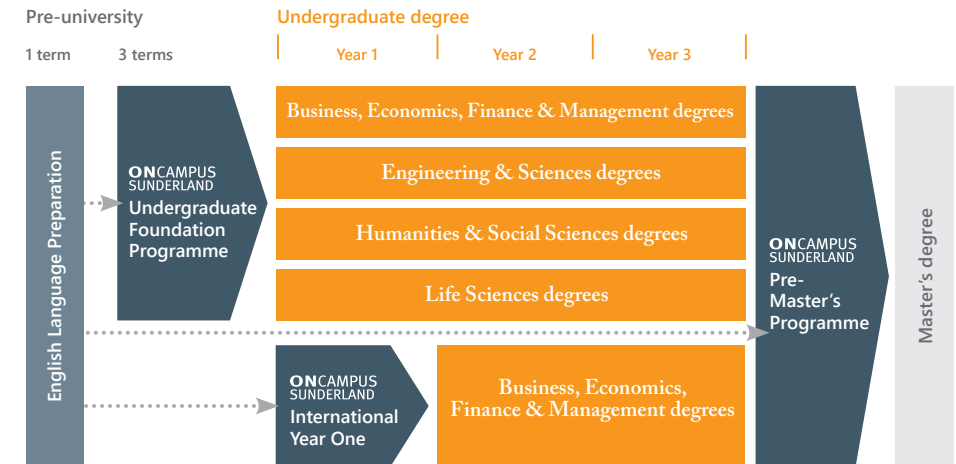 Pre-university
Undergraduate degree
1 term
3 terms
Year 1
Year 2
Year 3
English Language Preparation
ONCAMPUS
SUNDERLAND
Undergraduate
Foundation
Programme
Business, Economics, Finance & Management degrees
Engineering & Sciences degrees
Humanities & Social Sciences degrees
Life Sciences degrees
ONCAMPUS
SUNDERLAND
International
Year One
Business, Economics,
Finance & Management degrees
ONCAMPUS
SUNDERLAND
Pre-
Master's
Programme
Master's degree